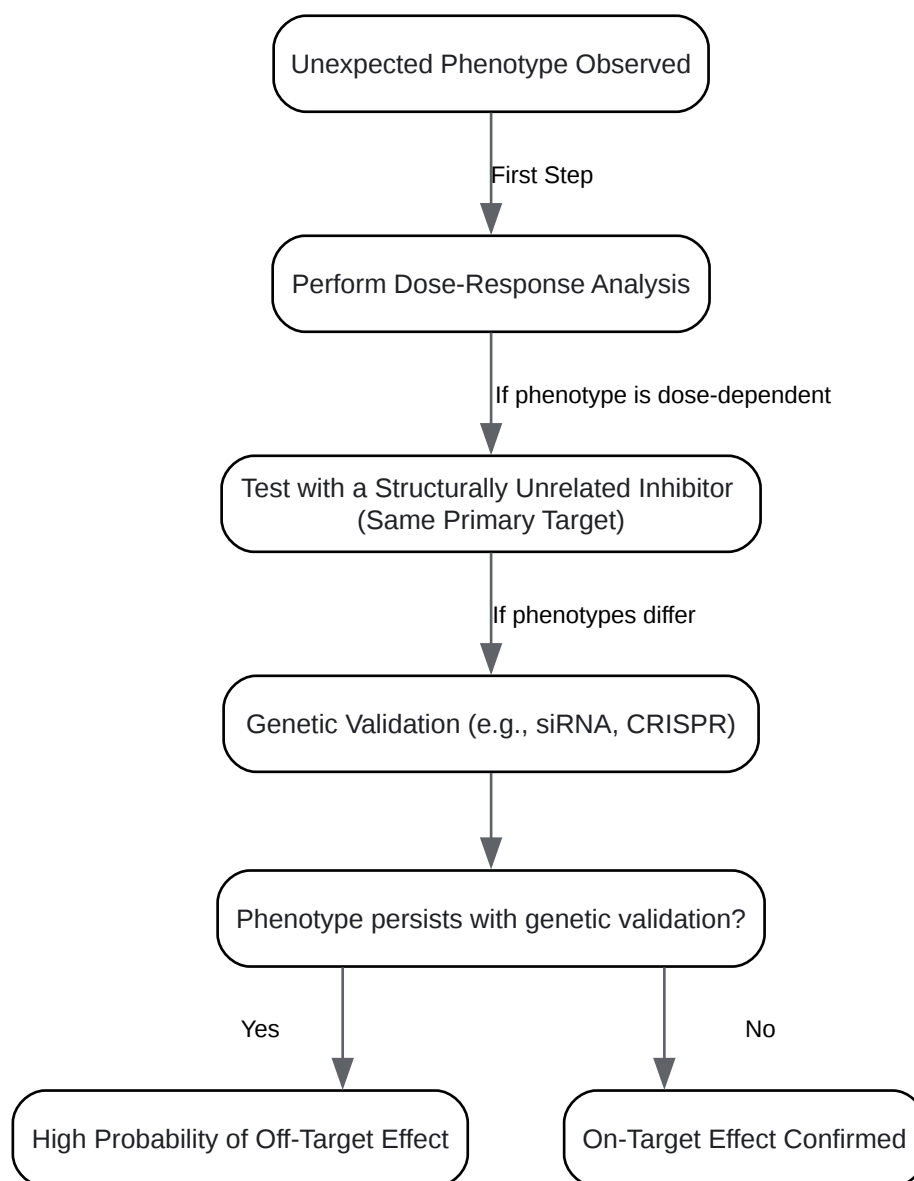 Unexpected Phenotype Observed
First Step
Perform Dose-Response Analysis
If phenotype is dose-dependent
Test with a Structurally Unrelated Inhibitor
(Same Primary Target)
If phenotypes differ
Genetic Validation (e.g., siRNA, CRISPR)
Phenotype persists with genetic validation?
Yes
No
High Probability of Off-Target Effect
On-Target Effect Confirmed